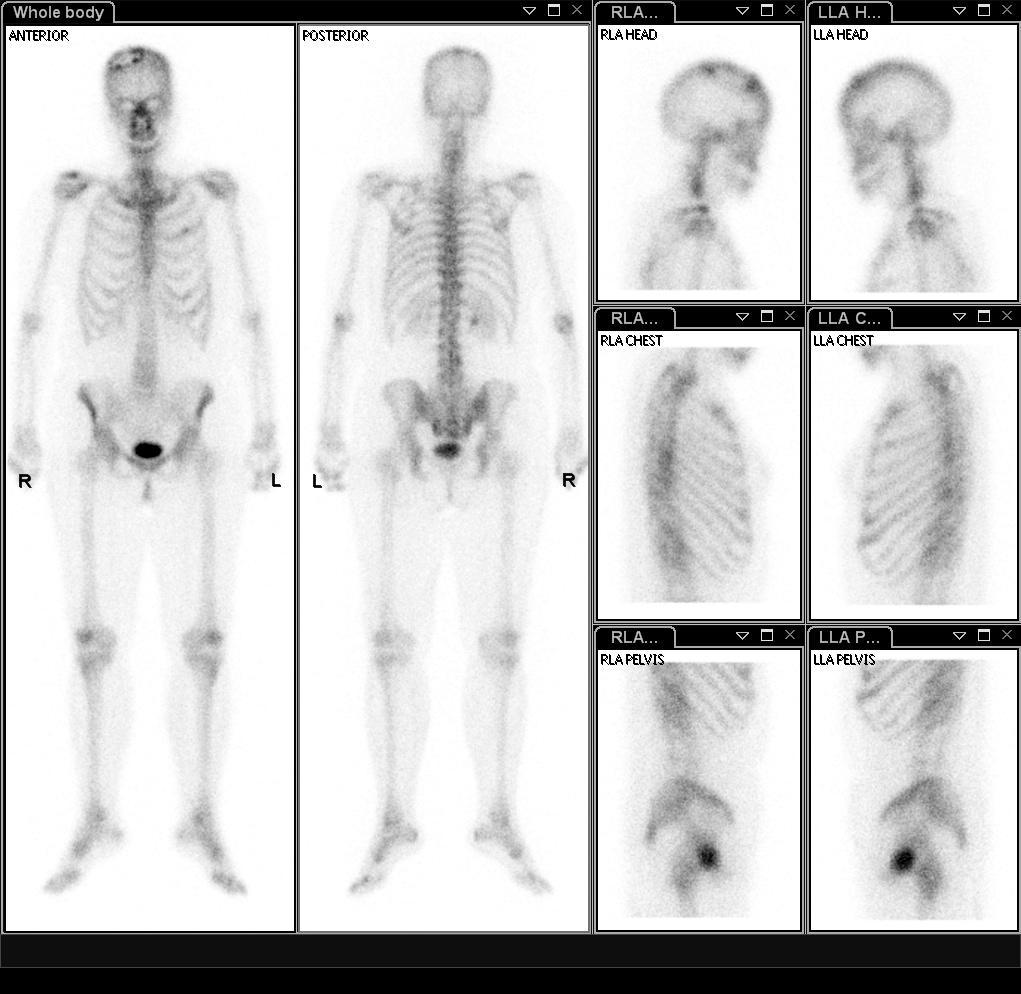 Whole body
ANTERIOR
POSTERIOR
R
L
L
R
RLA...
RLA HEAD
LLA H...
LLA HEAD
RLA...
RLA CHEST
LLA C...
LLA CHEST
RLA...
RLA PELVIS
LLA P...
LLA PELVIS